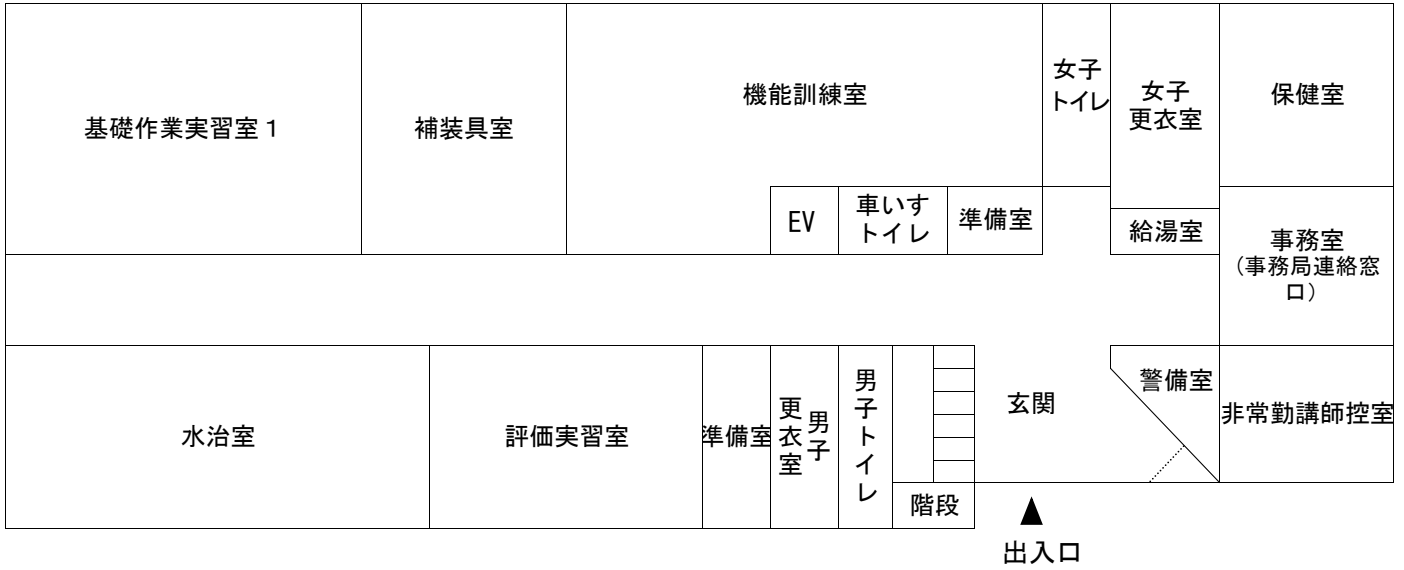 基礎作業実習室１
補装具室
機能訓練室
女子
トイレ
女子
更衣室
保健室
EV
車いす
トイレ
準備室
給湯室
事務室
（事務局連絡窓
口）
水治室
評価実習室
準備室
男子
更衣室
男子トイレ
階段
玄関
警備室
非常勤講師控室
出入口